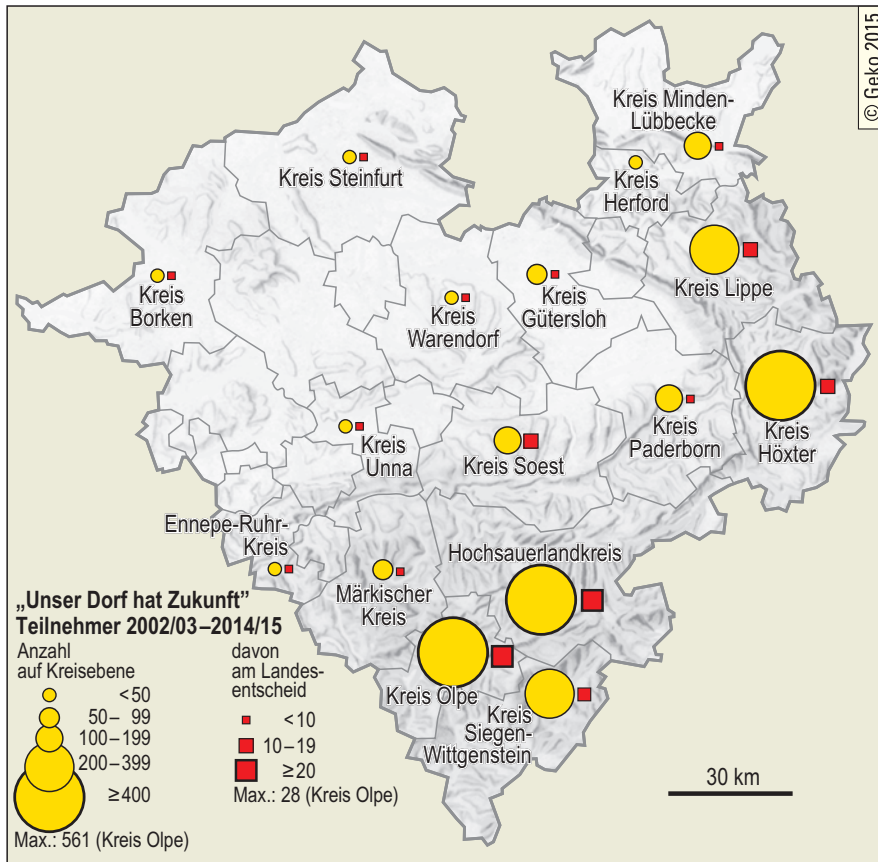 © Geko 2015
Kreis Minden-
Lübbecke
Kreis Steinfurt
Kreis
Herford
Kreis Lippe
Kreis
Borken
Kreis
Warendorf
Kreis
Gütersloh
Kreis
Höxter
Kreis
Paderborn
Kreis
Unna
Kreis Soest
Ennepe-Ruhr-
Kreis
Märkischer
Kreis
Hochsauerlandkreis
Kreis Olpe
Kreis
Siegen-
Wittgenstein
„Unser Dorf hat Zukunft”
Teilnehmer 2002/03–2014/15
Anzahl
auf Kreisebene
<50
50– 99
100–199
200–399
≥400
Max.: 561 (Kreis Olpe)
davon
am Landes-
entscheid
<10
10–19
≥20
Max.: 28 (Kreis Olpe)
30 km